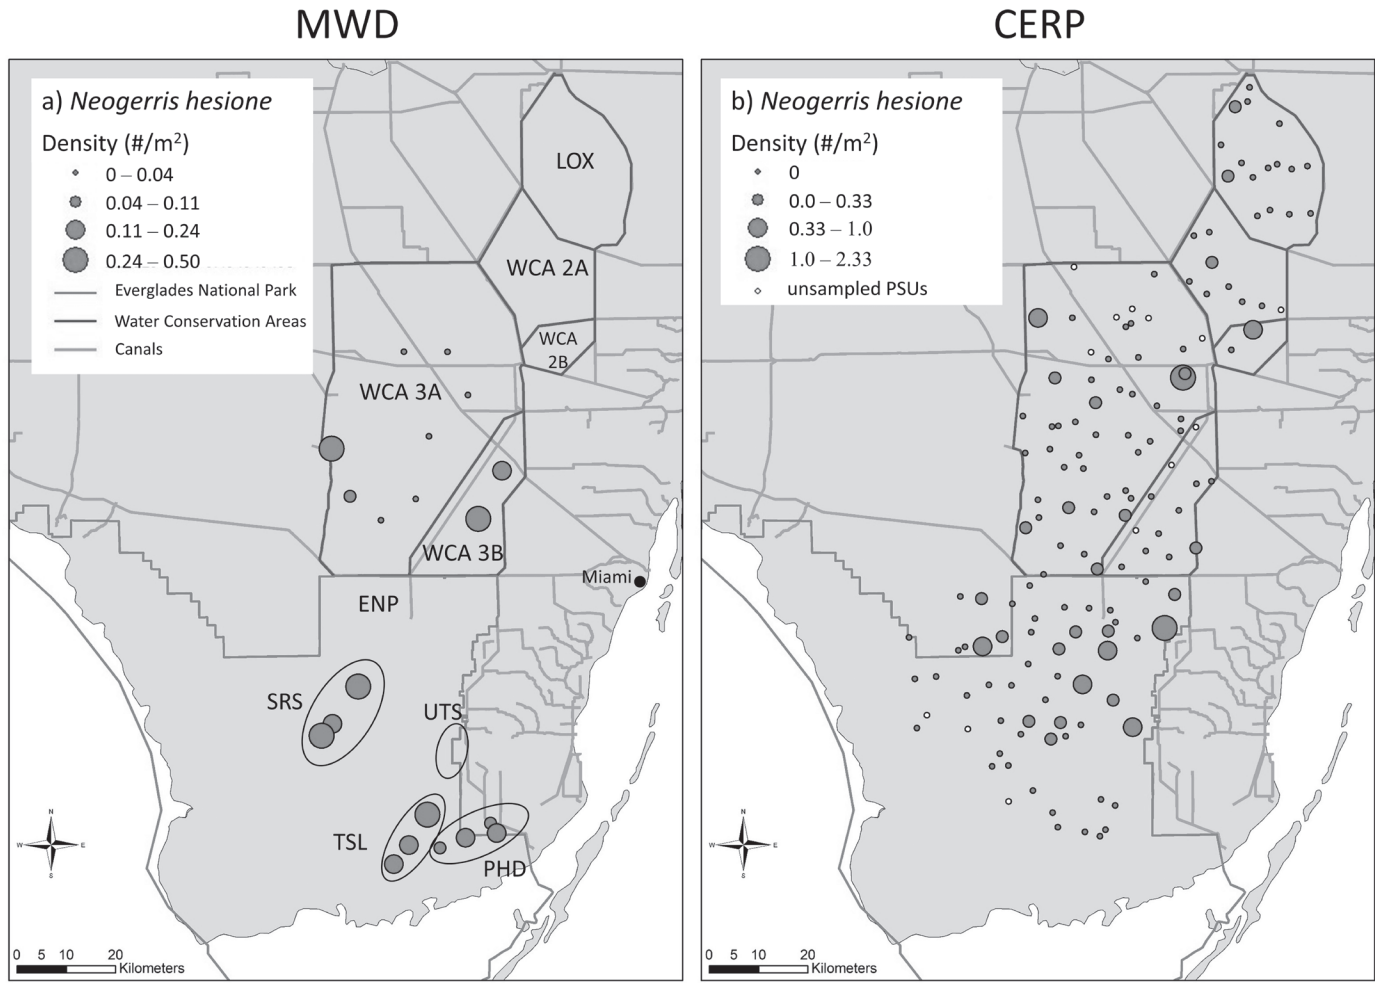 MWD
CERP
a) Neogerris hesione
Density (#/m²)
0 – 0.04
0.04 – 0.11
0.11 – 0.24
0.24 – 0.50
Everglades National Park
Water Conservation Areas
Canals
LOX
WCA 2A
WCA
2B
WCA 3A
WCA 3B
Miami
ENP
SRS
UTS
TSL
PHD
N
W E
S
0 5 10 20
Kilometers
b) Neogerris hesione
Density (#/m²)
0
0.0 – 0.33
0.33 – 1.0
1.0 – 2.33
unsampled PSUs
N
W E
S
0 5 10 20
Kilometers